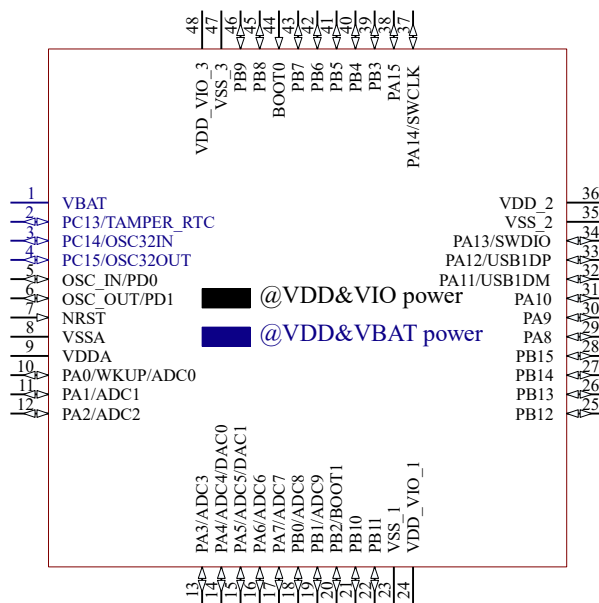 48
47
46
45
44
43
42
41
40
39
38
37
VDD_VIO_3
VSS_3
PB9
PB8
BOOT0
PB7
PB6
PB5
PB4
PB3
PA15
PA14/SWCLK
1 VBAT
2 PC13/TAMPER_RTC
3 PC14/OSC32IN
4 PC15/OSC32OUT
5 OSC_IN/PD0
6 OSC_OUT/PD1
7 NRST
8 VSSA
9 VDDA
10 PA0/WKUP/ADC0
11 PA1/ADC1
12 PA2/ADC2
@VDD&VIO power
@VDD&VBAT power
VDD_2 36
VSS_2 35
PA13/SWDIO 34
PA12/USB1DP 33
PA11/USB1DM 32
PA10 31
PA9 30
PA8 29
PB15 28
PB14 27
PB13 26
PB12 25
PA3/ADC3
PA4/ADC4/DAC0
PA5/ADC5/DAC1
PA6/ADC6
PA7/ADC7
PB0/ADC8
PB1/ADC9
PB2/BOOT1
PB10
PB11
VSS_1
VDD_VIO_1
13
14
15
16
17
18
19
20
21
22
23
24